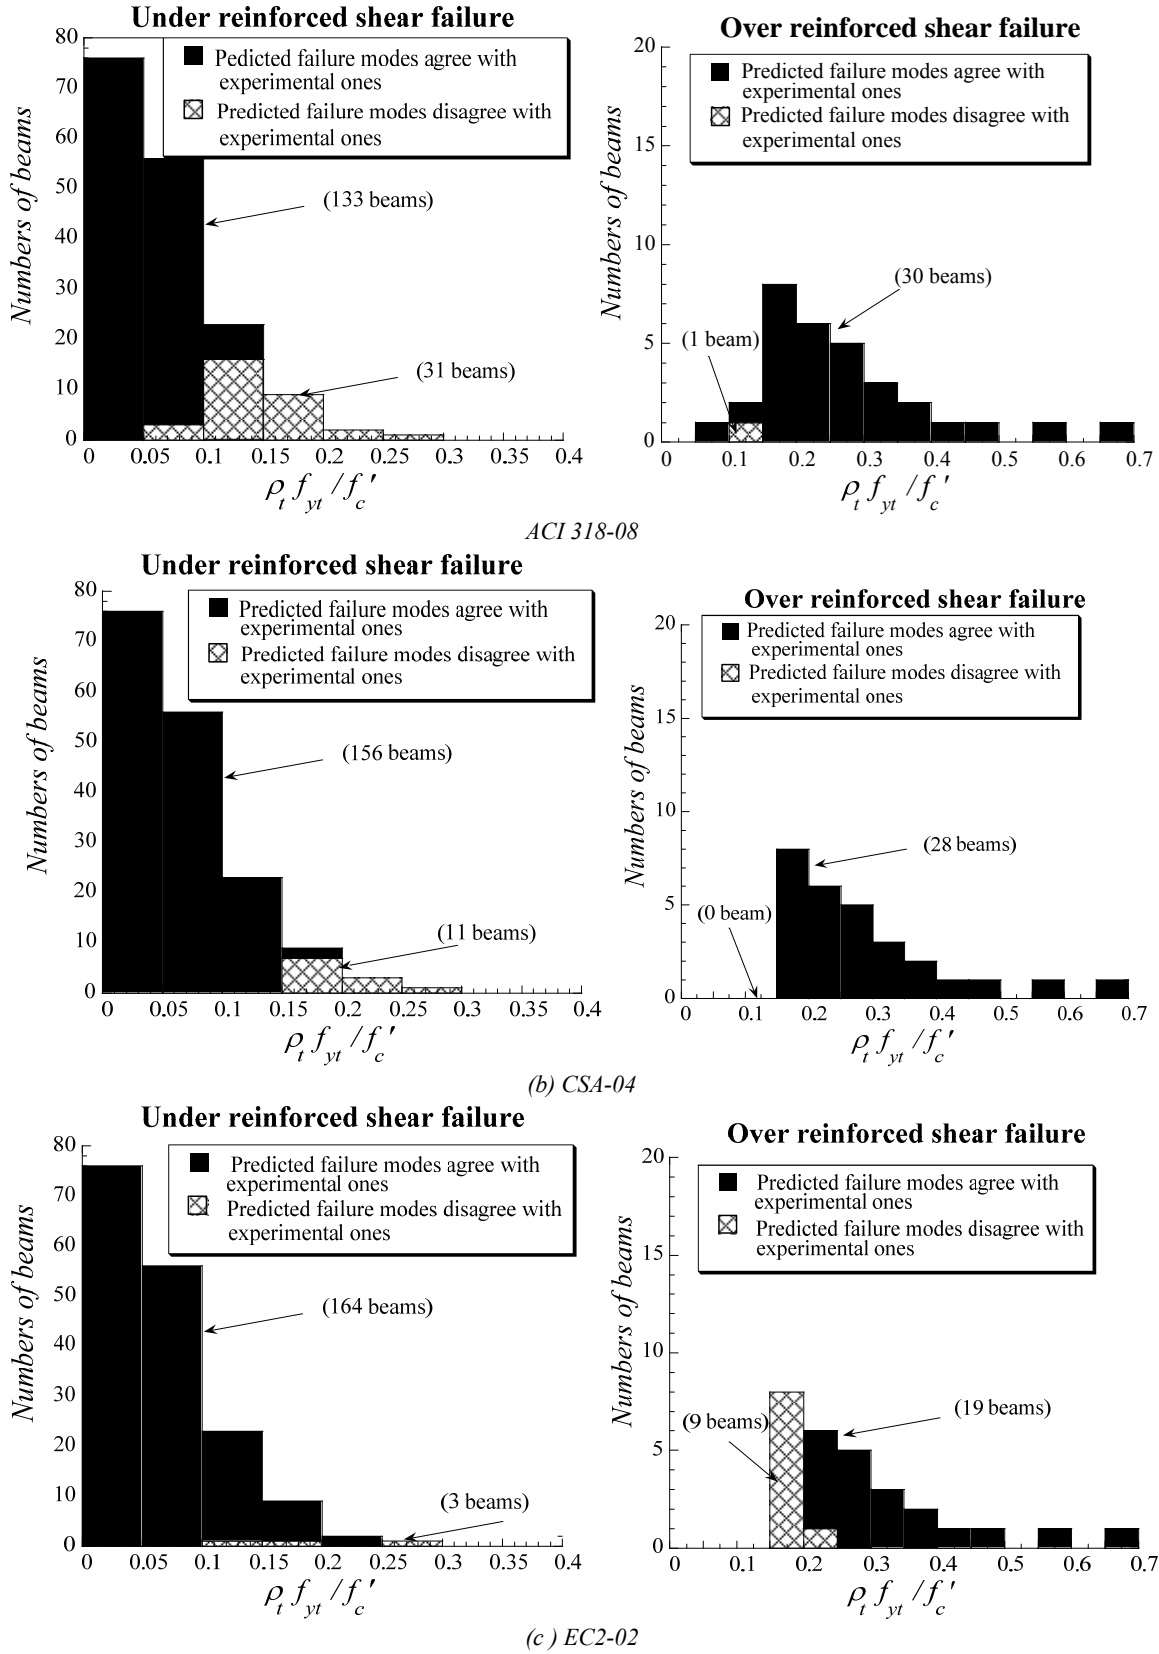 Under reinforced shear failure
80
70
60
50
40
30
20
10
0
Numbers of beams
Pedicted failure modes agree with
experimental ones
Predicted failure modes disagree with
experimental ones
(133 beams)
(31 beams)
0 0.05 0.1 0.15 0.2 0.25 0.3 0.35 0.4
ρt fyt /fc'
Over reinforced shear failure
20
15
10
5
0
Numbers of beams
Predicted failure modes agree with
experimental ones
Predicted failure modes disagree with
experimental ones
(30 beams)
(1 beam)
0 0.1 0.2 0.3 0.4 0.5 0.6 0.7
ρt fyt /fc'
ACI 318-08
Under reinforced shear failure
80
70
60
50
40
30
20
10
0
Numbers of beams
Predicted failure modes agree with
experimental ones
Predicted failure modes disagree with
experimental ones
(156 beams)
(11 beams)
0 0.05 0.1 0.15 0.2 0.25 0.3 0.35 0.4
ρt fyt /fc'
Over reinforced shear failure
20
15
10
5
0
Numbers of beams
Predicted failure modes agree with
experimental ones
Predicted failure modes disagree with
experimental ones
(28 beams)
(0 beam)
0 0.1 0.2 0.3 0.4 0.5 0.6 0.7
ρt fyt /fc'
(b) CSA-04
Under reinforced shear failure
80
70
60
50
40
30
20
10
0
Numbers of beams
Predicted failure modes agree with
experimental ones
Predicted failure modes disagree with
experimental ones
(164 beams)
(3 beams)
0 0.05 0.1 0.15 0.2 0.25 0.3 0.35 0.4
ρt fyt /fc'
Over reinforced shear failure
20
15
10
5
0
Numbers of beams
Predicted failure modes agree with
experimental ones
Predicted failure modes disagree with
experimental ones
(19 beams)
(9 beams)
0 0.1 0.2 0.3 0.4 0.5 0.6 0.7
ρt fyt /fc'
(c ) EC2-02